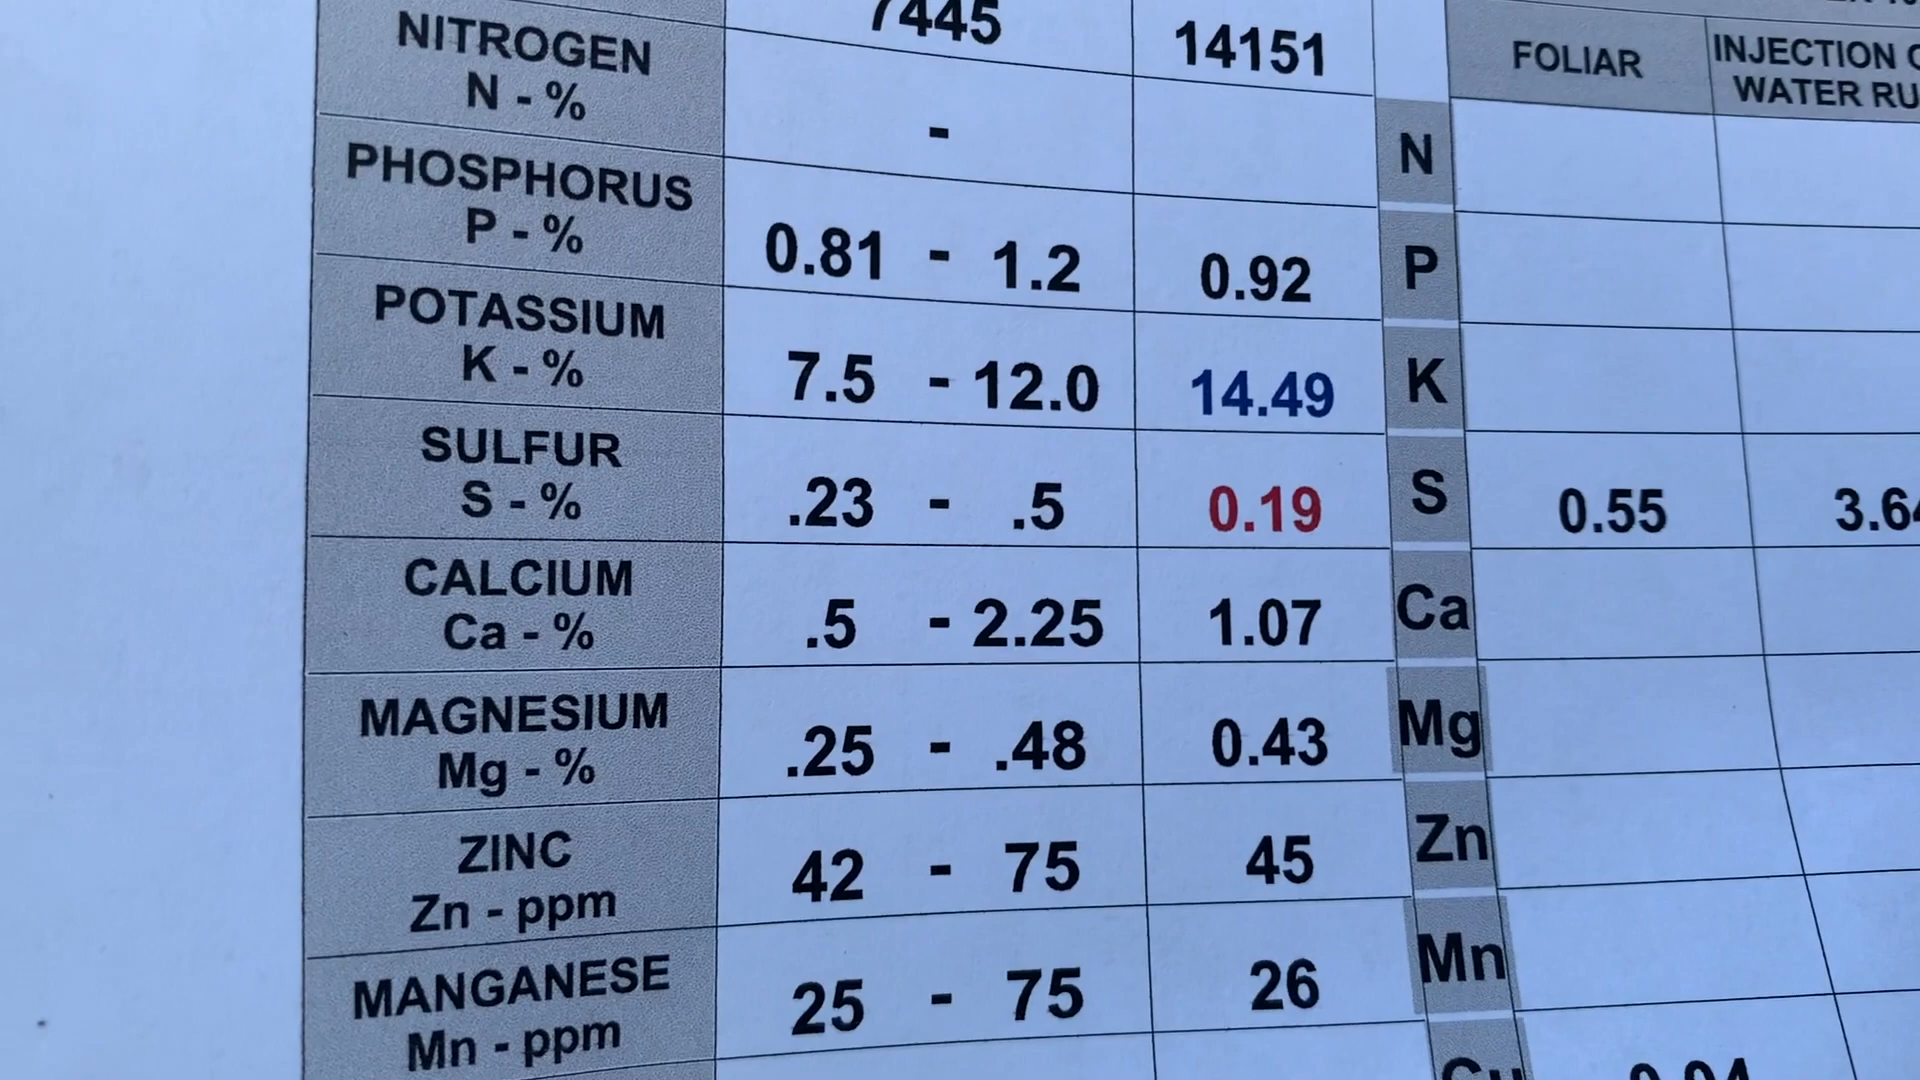 7445 14151
NITROGEN
N - %
-
PHOSPHORUS
P - %
0.81 - 1.2 0.92
POTASSIUM
K - %
7.5 - 12.0 14.49
SULFUR
S - %
.23 - .5 0.19
CALCIUM
Ca - %
.5 - 2.25 1.07
MAGNESIUM
Mg - %
.25 - .48 0.43
ZINC
Zn - ppm
42 - 75 45
MANGANESE
Mn - ppm
25 - 75 26
FOLIAR
INJECTION
WATER
N
P
K
S 0.55
Ca
Mg
Zn
Mn
Cu